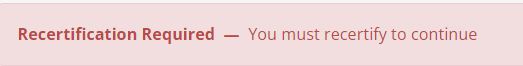 Recertification Required — You must recertify to continue